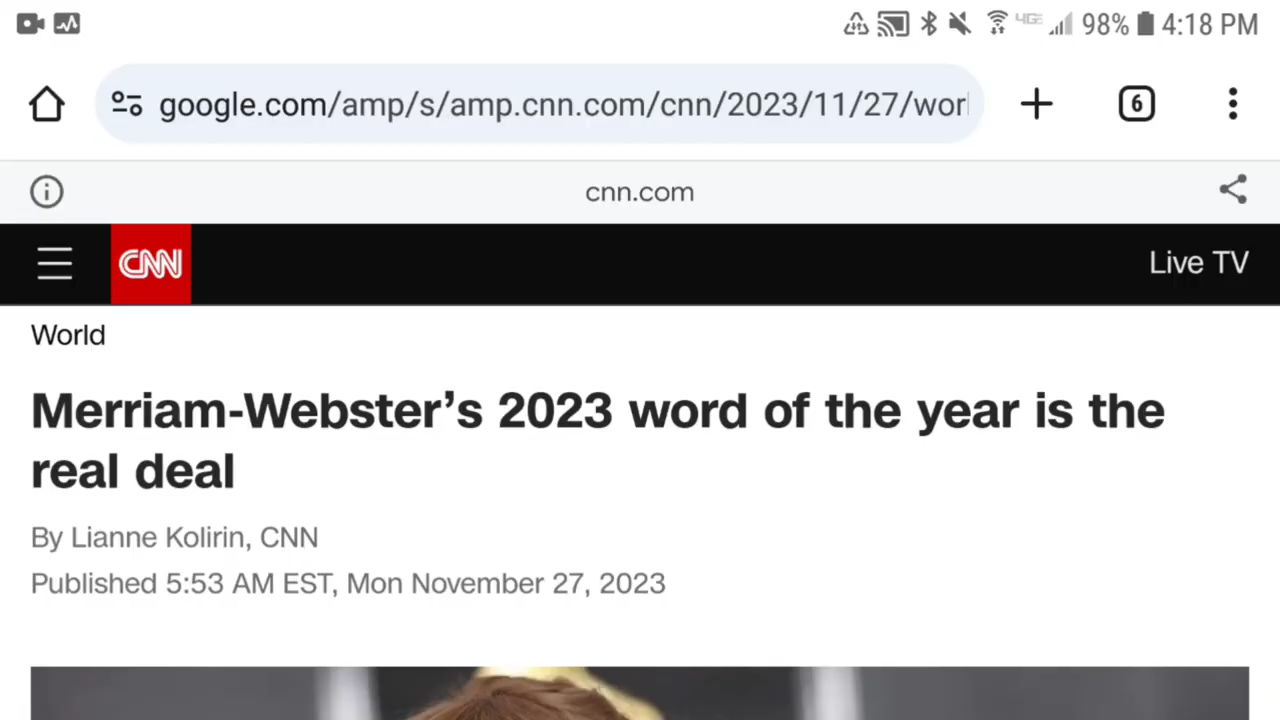 4GE 98% 4:18 PM
google.com/amp/s/amp.cnn.com/cnn/2023/11/27/wor
6
cnn.com
CNN
Live TV
World
Merriam-Webster’s 2023 word of the year is the
real deal
By Lianne Kolirin, CNN
Published 5:53 AM EST, Mon November 27, 2023